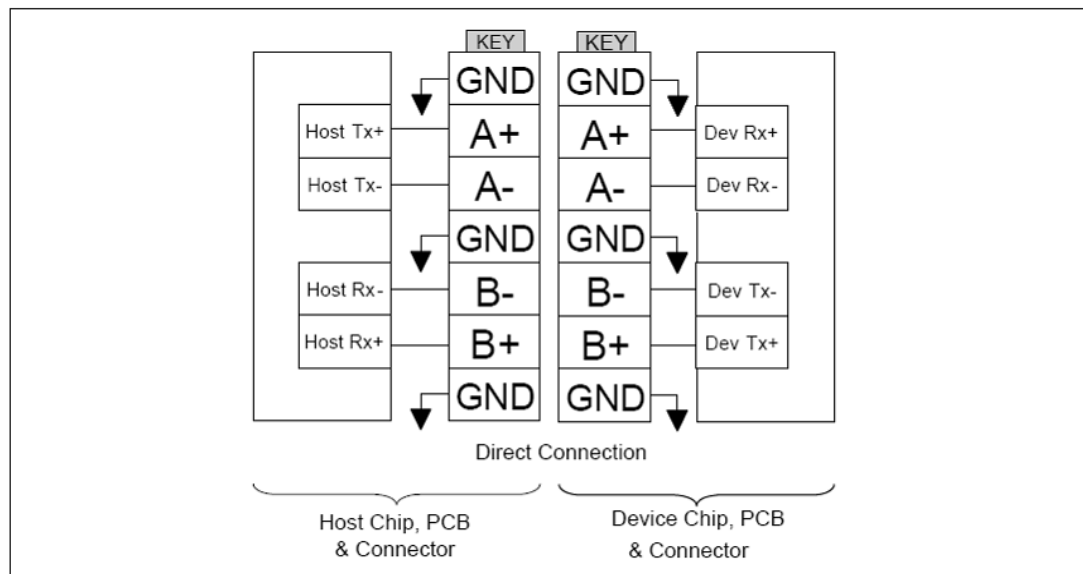 KEY KEY
GND GND
Host Tx+ A+ A+ Dev Rx+
Host Tx- A- A- Dev Rx-
GND GND
Host Rx- B- B- Dev Tx-
Host Rx+ B+ B+ Dev Tx+
GND GND
Direct Connection
Host Chip, PCB
& Connector
Device Chip, PCB
& Connector